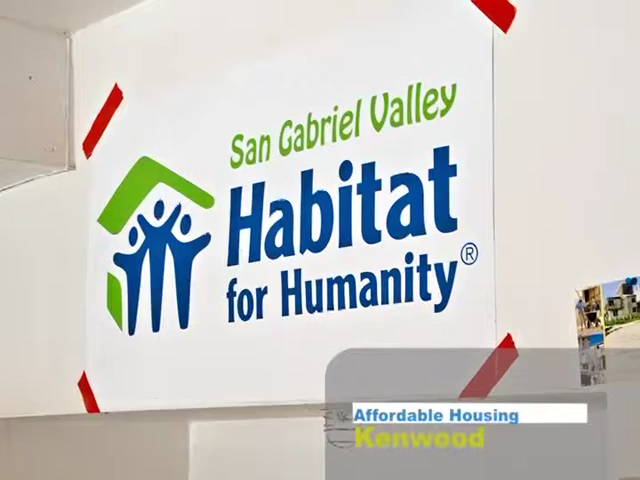 San Gabriel Valley
Habitat
for Humanity®
Affordable Housing
Kenwood